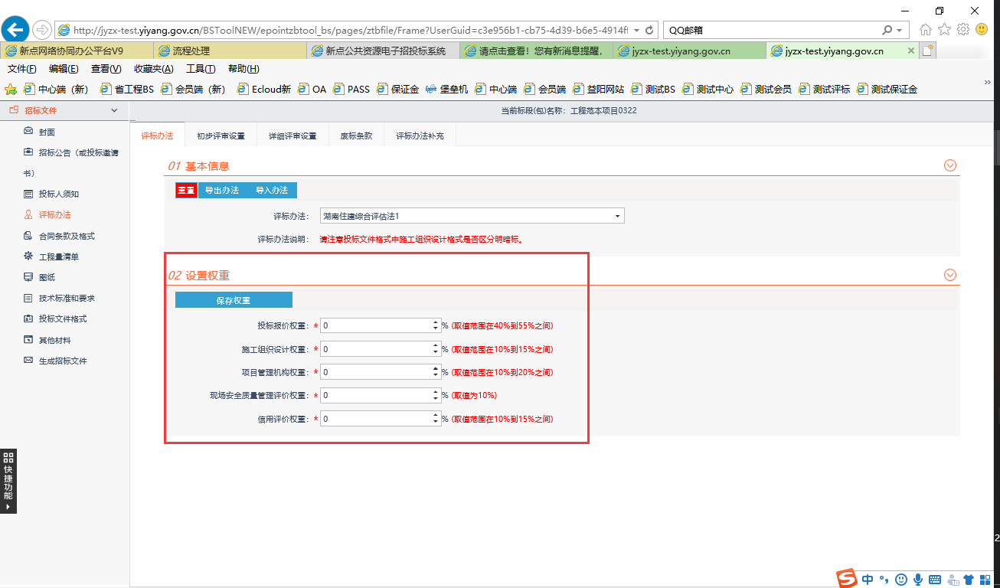 http://jyzx-test.yiyang.gov.cn/BSToolNEW/epointzbtool_bs/pages/ztbfile/Frame?UserGuid=c3e956b1-cb75-4d39-b6e5-4914ff
QQ邮箱
新点网络协同办公平台V9
流程处理
新点公共资源电子招投标系统
请点击查看！您有新消息提醒，
jyzx-test.yiyang.gov.cn
jyzx-test.yiyang.gov.cn
文件(F) 编辑(E) 查看(V) 收藏夹(A) 工具(T) 帮助(H)
中心端（新） 省工程BS 会员端（新） Ecloud新 OA PASS 保证金 堡垒机 中心端 会员端 益阳网站 测试BS 测试中心 测试会员 测试评标 测试保证金
招标文件
当前标段(包)名称：工程范本项目0322
封面
招标公告（或投标邀请
书）
投标人须知
评标办法
合同条款及格式
工程量清单
图纸
技术标准和要求
投标文件格式
其他材料
生成招标文件
快捷功能
评标办法 初步评审设置 详细评审设置 废标条款 评标办法补充
01 基本信息
重置 导出办法 导入办法
评标办法： 湖南住建综合评估法1
评标办法说明： 请注意投标文件格式中施工组织设计格式是否区分明暗标。
02 设置权重
保存权重
投标报价权重：* 0 % (取值范围在40%到55%之间)
施工组织设计权重：* 0 % (取值范围在10%到15%之间)
项目管理机构权重：* 0 % (取值范围在10%到20%之间)
现场安全质量管理评价权重：* 0 % (取值为10%)
信用评价权重：* 0 % (取值范围在10%到15%之间)
2
S 中